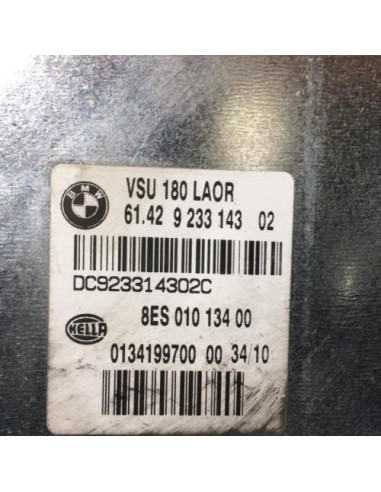 BMW
VSU 180 LAOR
61.42 9 233 143 02
DC923314302C
HELLA
8ES 010 134 00
0134199700 00 34/10